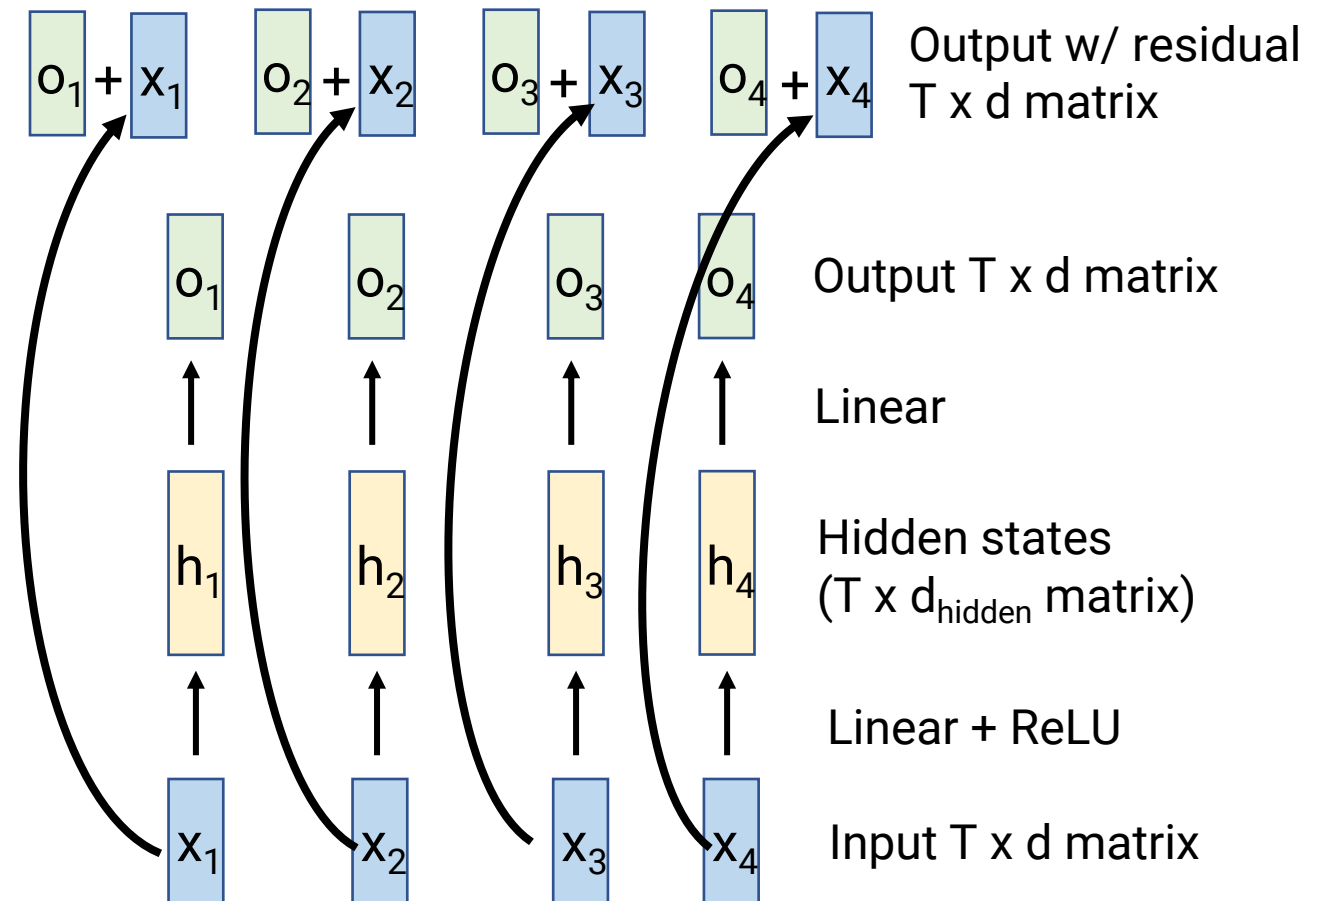 o₁ + x₁ o₂ + x₂ o₃ + x₃ o₄ + x₄
Output w/ residual
T x d matrix
o₁ o₂ o₃ o₄
Output T x d matrix
Linear
h₁ h₂ h₃ h₄
Hidden states
(T x d_hidden matrix)
Linear + ReLU
x₁ x₂ x₃ x₄
Input T x d matrix